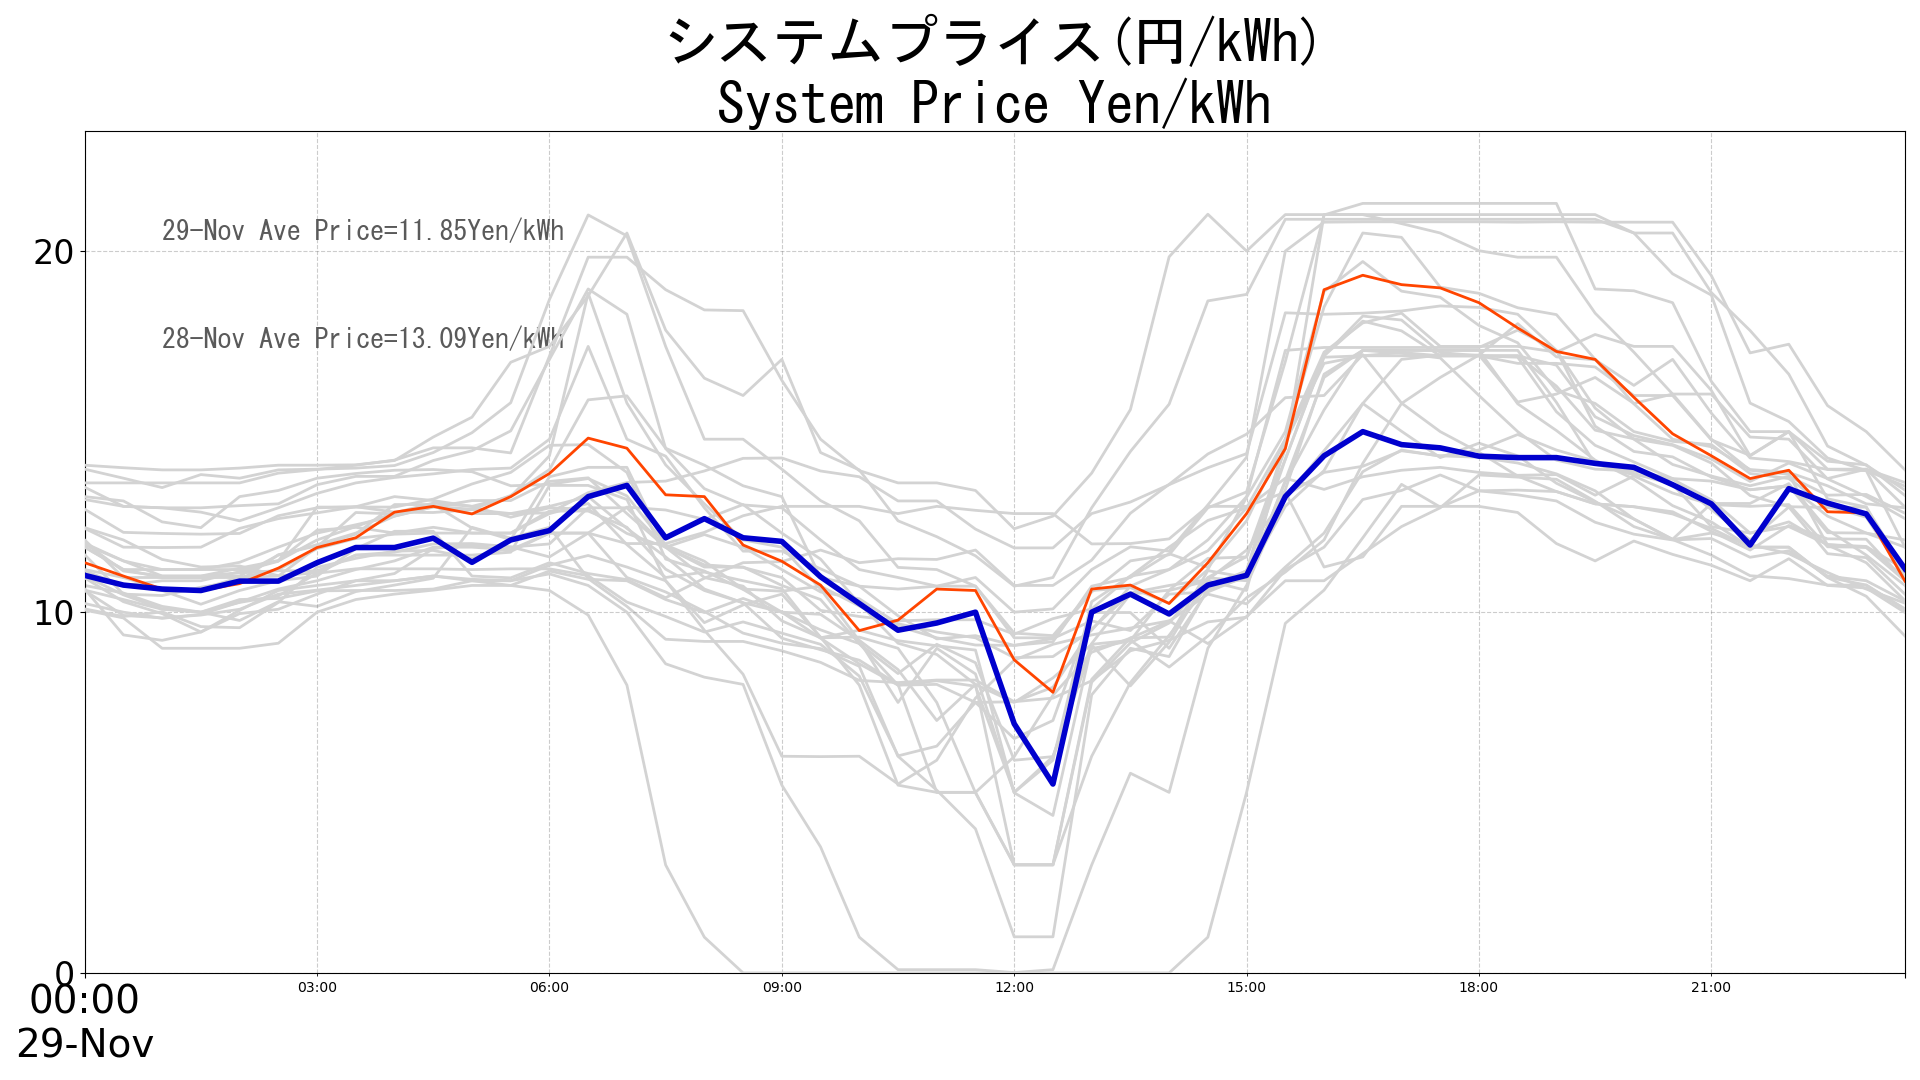 システムプライス(円/kWh)
System Price Yen/kWh
29-Nov Ave Price=11.85Yen/kWh
28-Nov Ave Price=13.09Yen/kWh
20
10
0
00:00
03:00
06:00
09:00
12:00
15:00
18:00
21:00
29-Nov